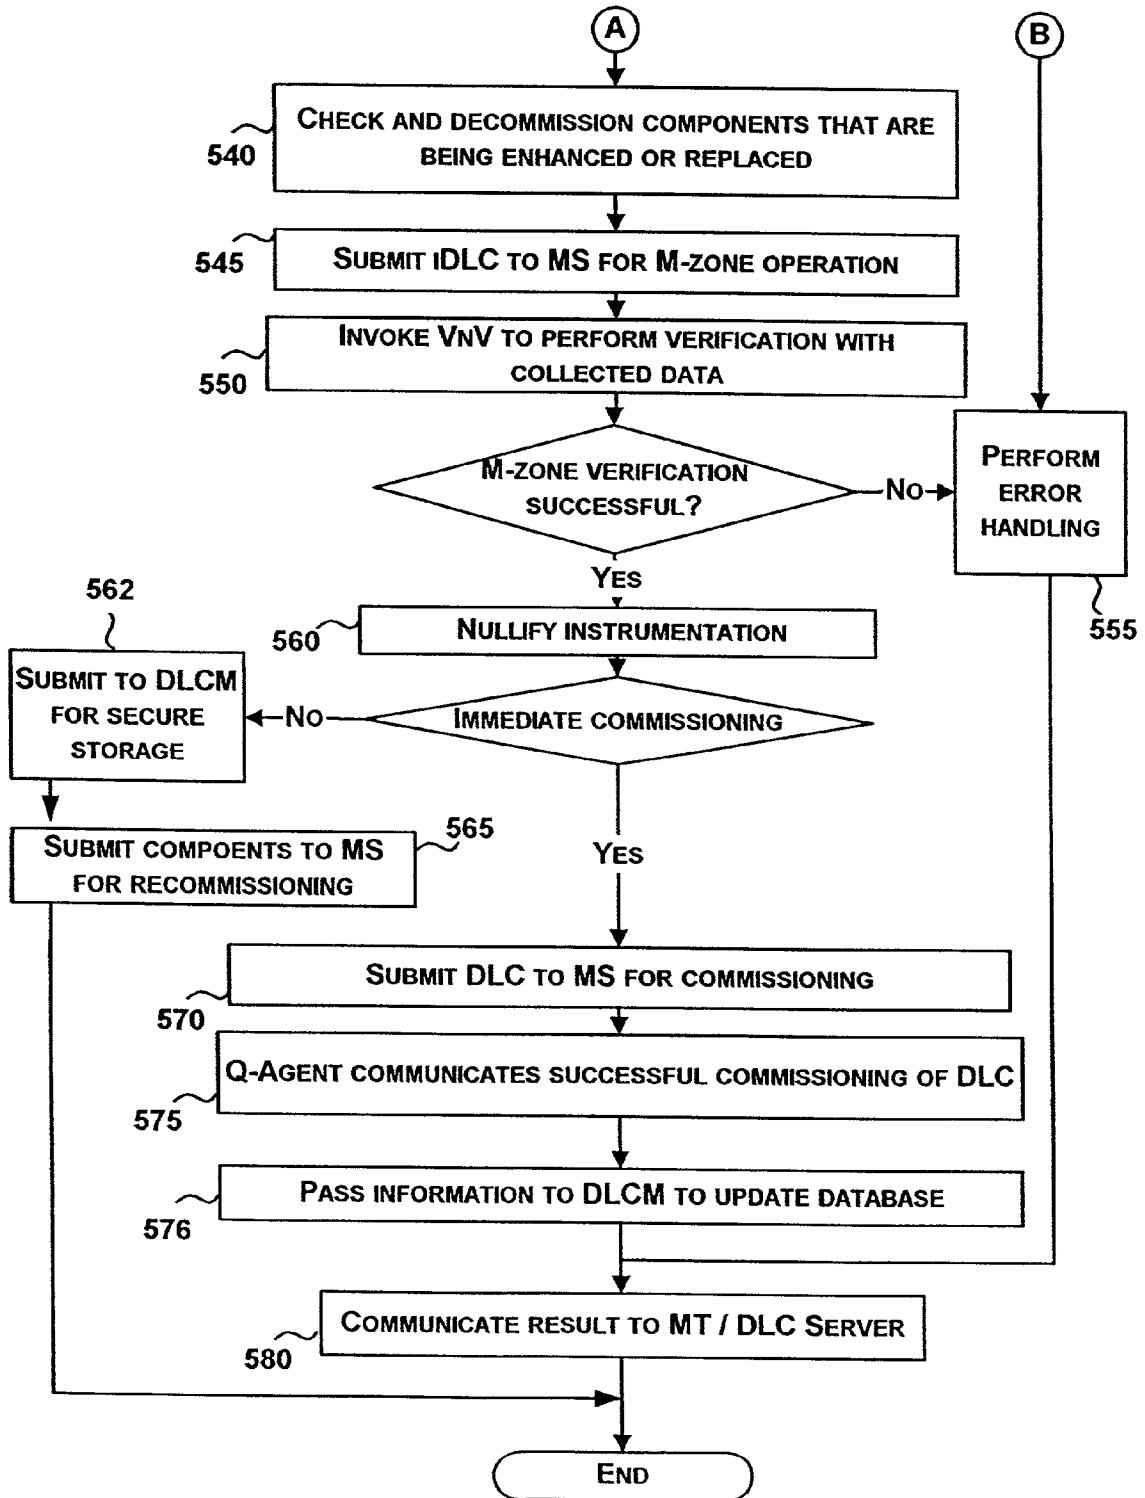 A
B
CHECK AND DECOMMISSION COMPONENTS THAT ARE
BEING ENHANCED OR REPLACED
540
SUBMIT IDLC TO MS FOR M-ZONE OPERATION
545
INVOKE VNV TO PERFORM VERIFICATION WITH
COLLECTED DATA
550
M-ZONE VERIFICATION
SUCCESSFUL?
NO
PERFORM
ERROR
HANDLING
555
YES
562
NULLIFY INSTRUMENTATION
560
SUBMIT TO DLCM
FOR SECURE
STORAGE
NO
IMMEDIATE COMMISSIONING
565
SUBMIT COMPOENTS TO MS
FOR RECOMMISSIONING
YES
SUBMIT DLC TO MS FOR COMMISSIONING
570
Q-AGENT COMMUNICATES SUCCESSFUL COMMISSIONING OF DLC
575
PASS INFORMATION TO DLCM TO UPDATE DATABASE
576
COMMUNICATE RESULT TO MT / DLC SERVER
580
END